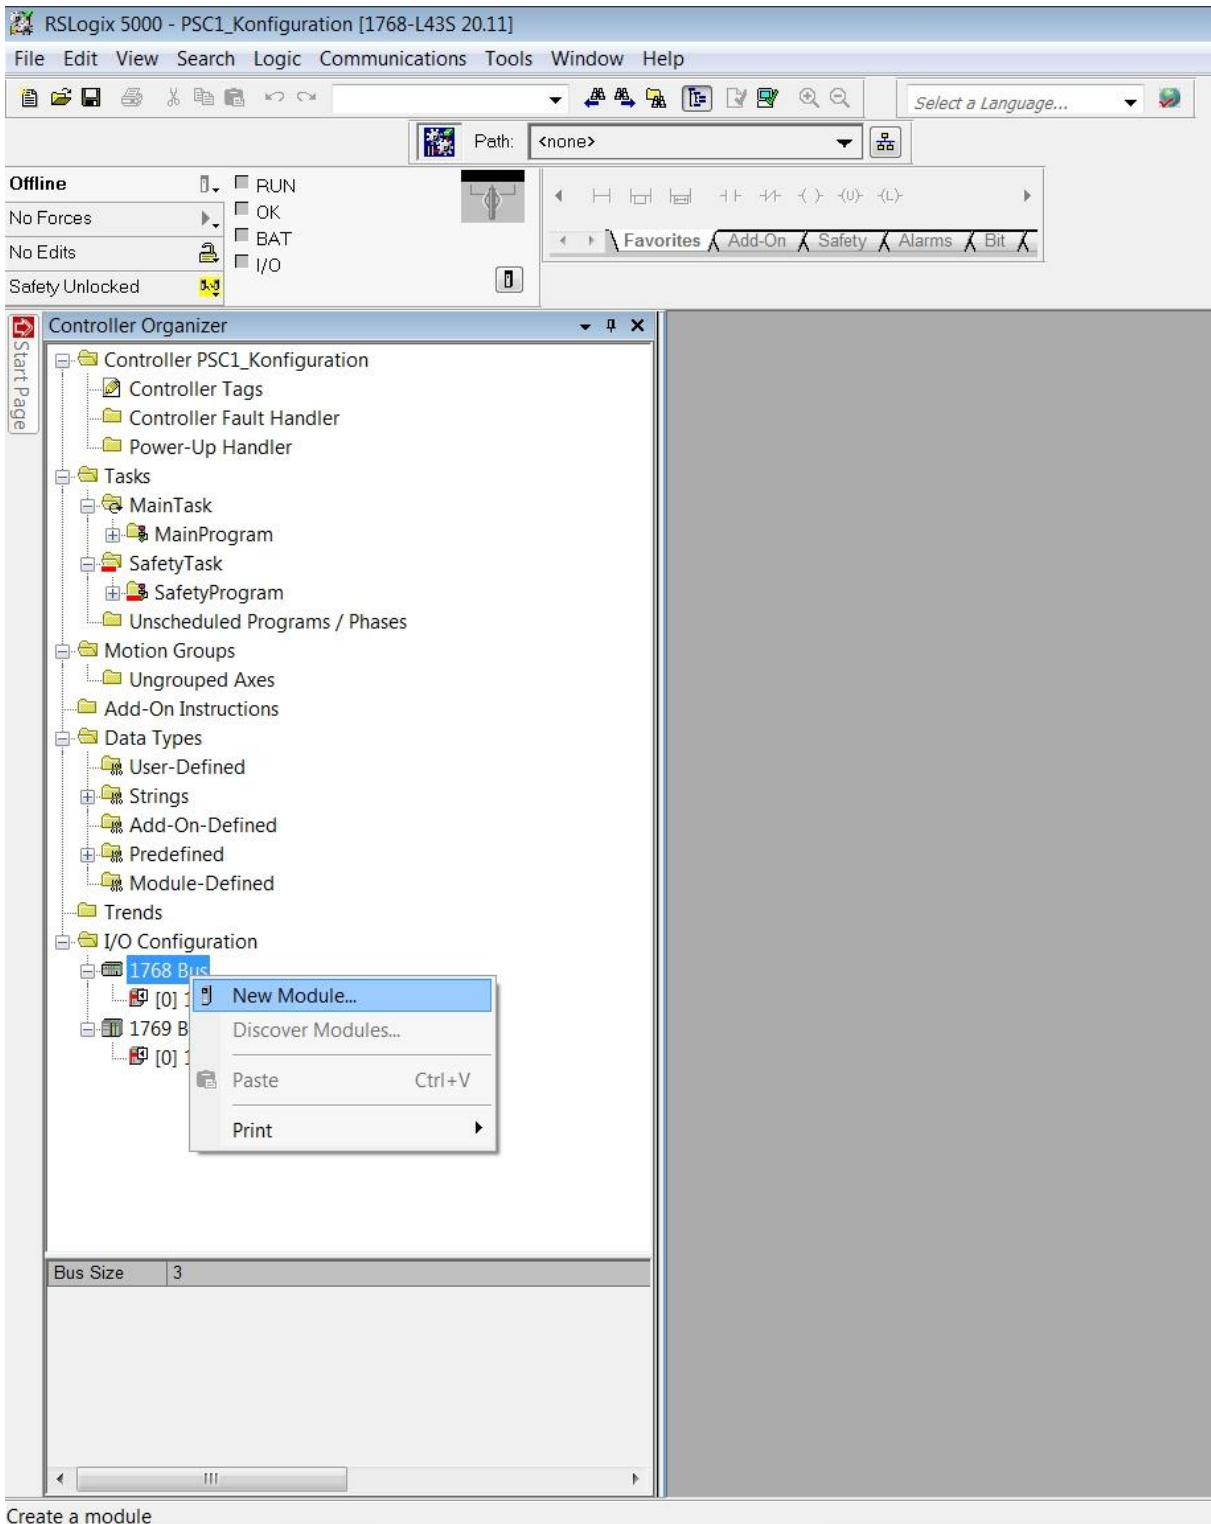 RSLogix 5000 - PSC1_Konfiguration [1768-L43S 20.11]
File Edit View Search Logic Communications Tools Window Help
Select a Language...
Path: <none>
Offline
RUN
No Forces
OK
No Edits
BAT
I/O
Safety Unlocked
Favorites Add-On Safety Alarms Bit
Start Page
Controller Organizer
Controller PSC1_Konfiguration
Controller Tags
Controller Fault Handler
Power-Up Handler
Tasks
MainTask
MainProgram
SafetyTask
SafetyProgram
Unscheduled Programs / Phases
Motion Groups
Ungrouped Axes
Add-On Instructions
Data Types
User-Defined
Strings
Add-On-Defined
Predefined
Module-Defined
Trends
I/O Configuration
1768 Bus
[0] 1
1769 B
[0] 1
New Module...
Discover Modules...
Paste Ctrl+V
Print
Bus Size 3
Create a module